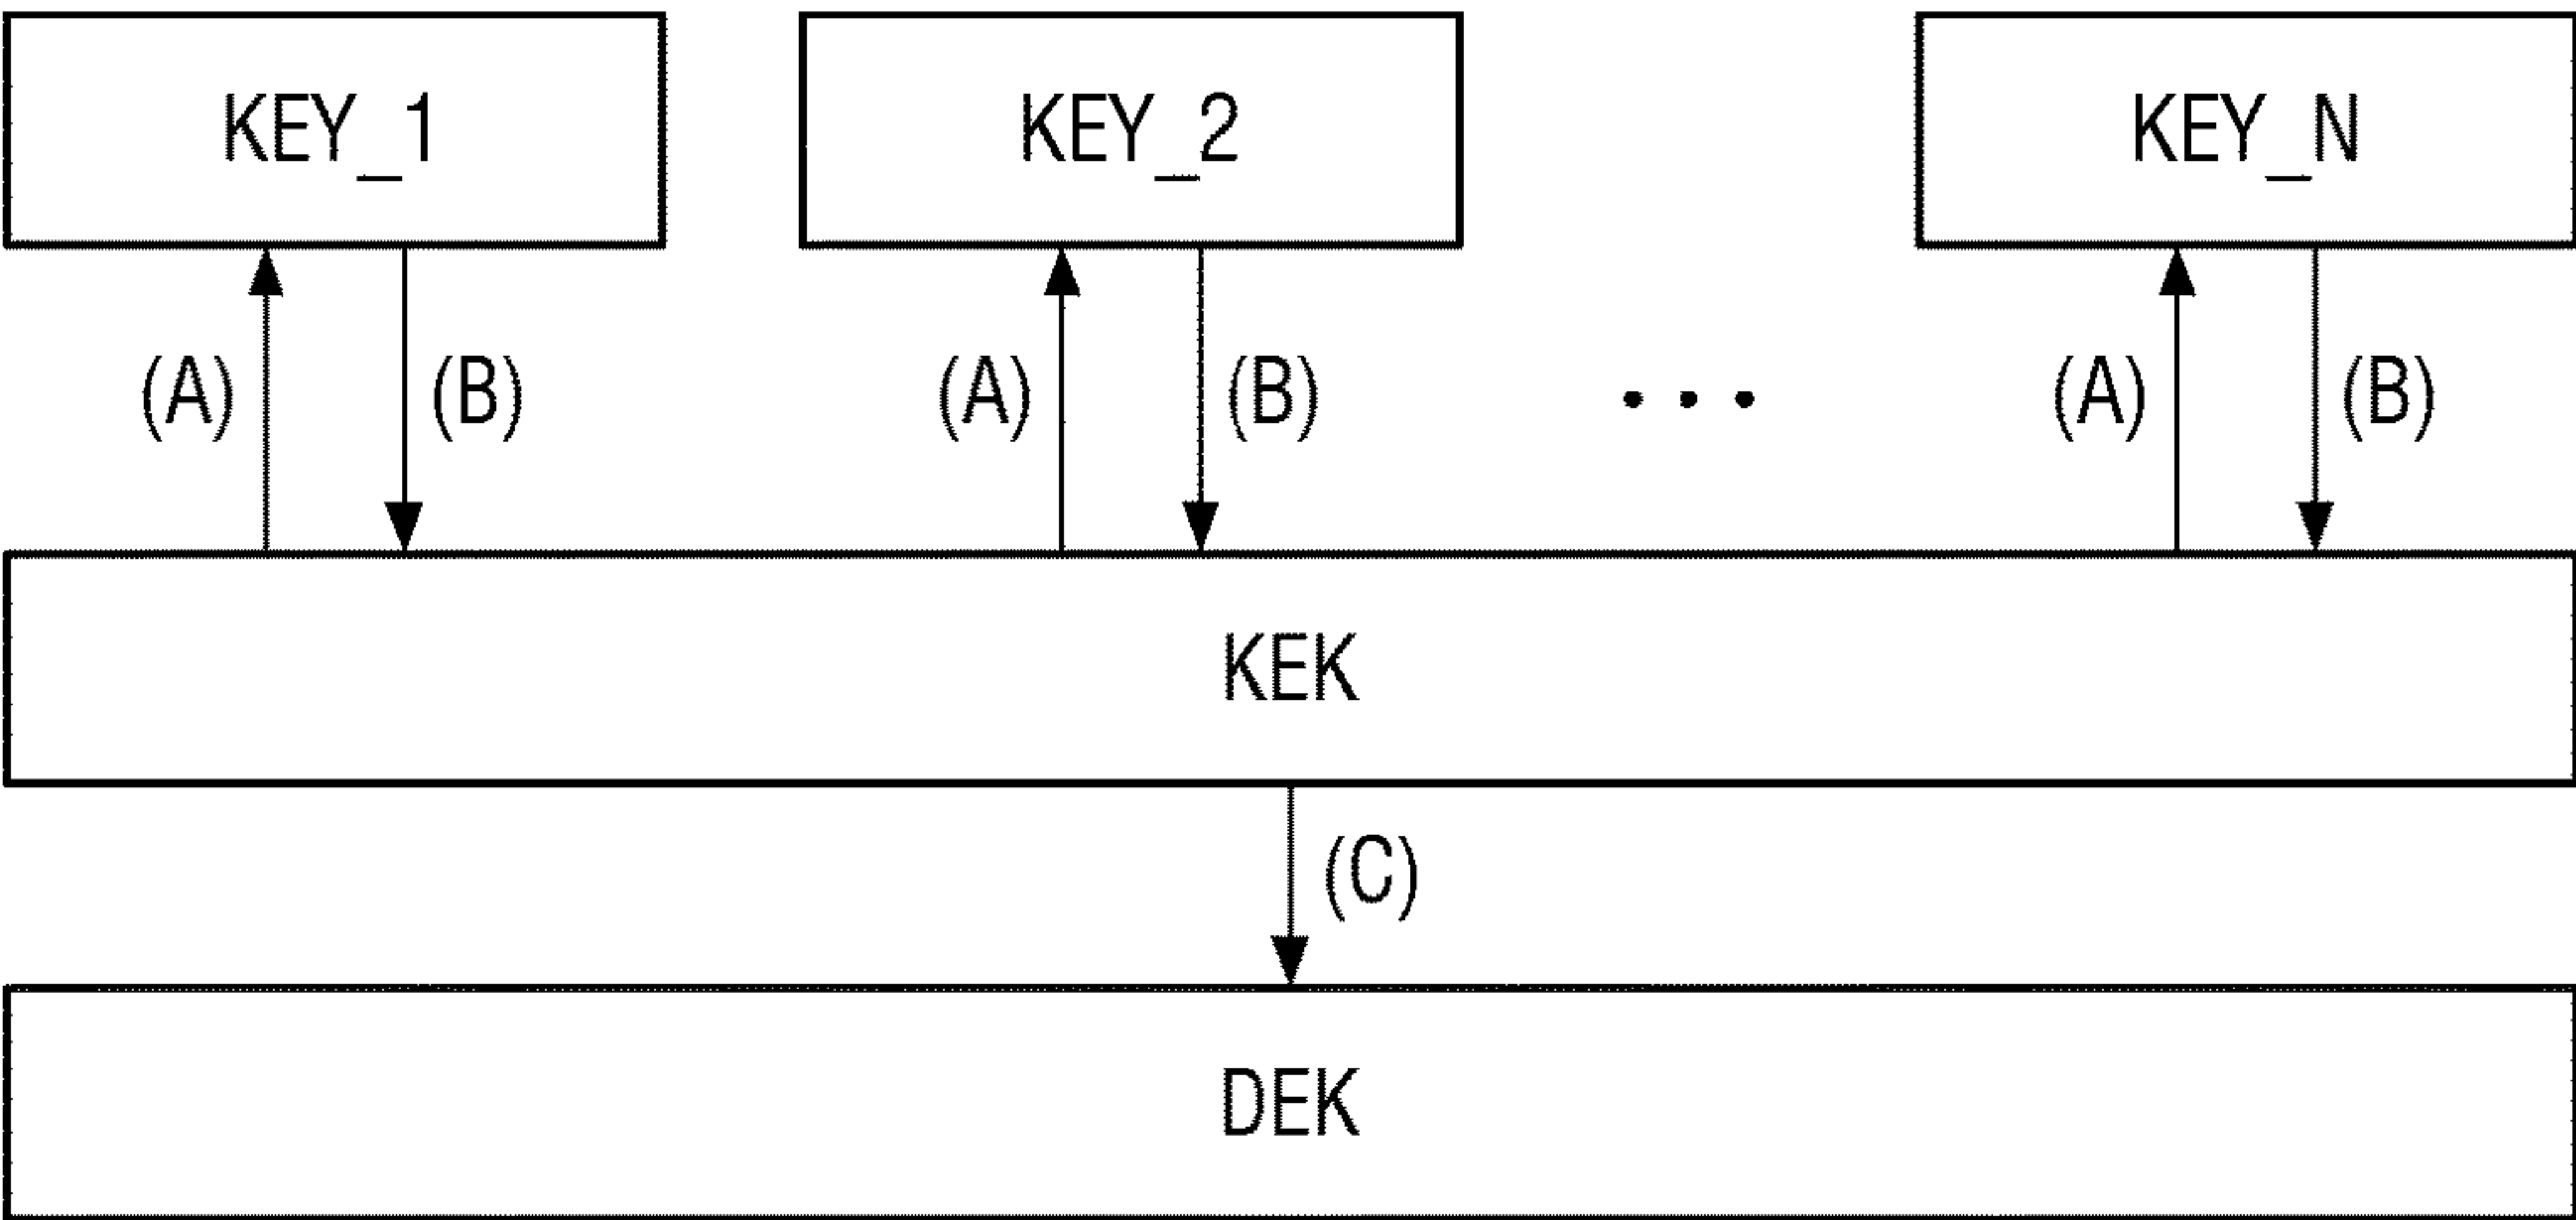 KEY_1 KEY_2 KEY_N
(A) (B) (A) (B) ... (A) (B)
KEK
(C)
DEK